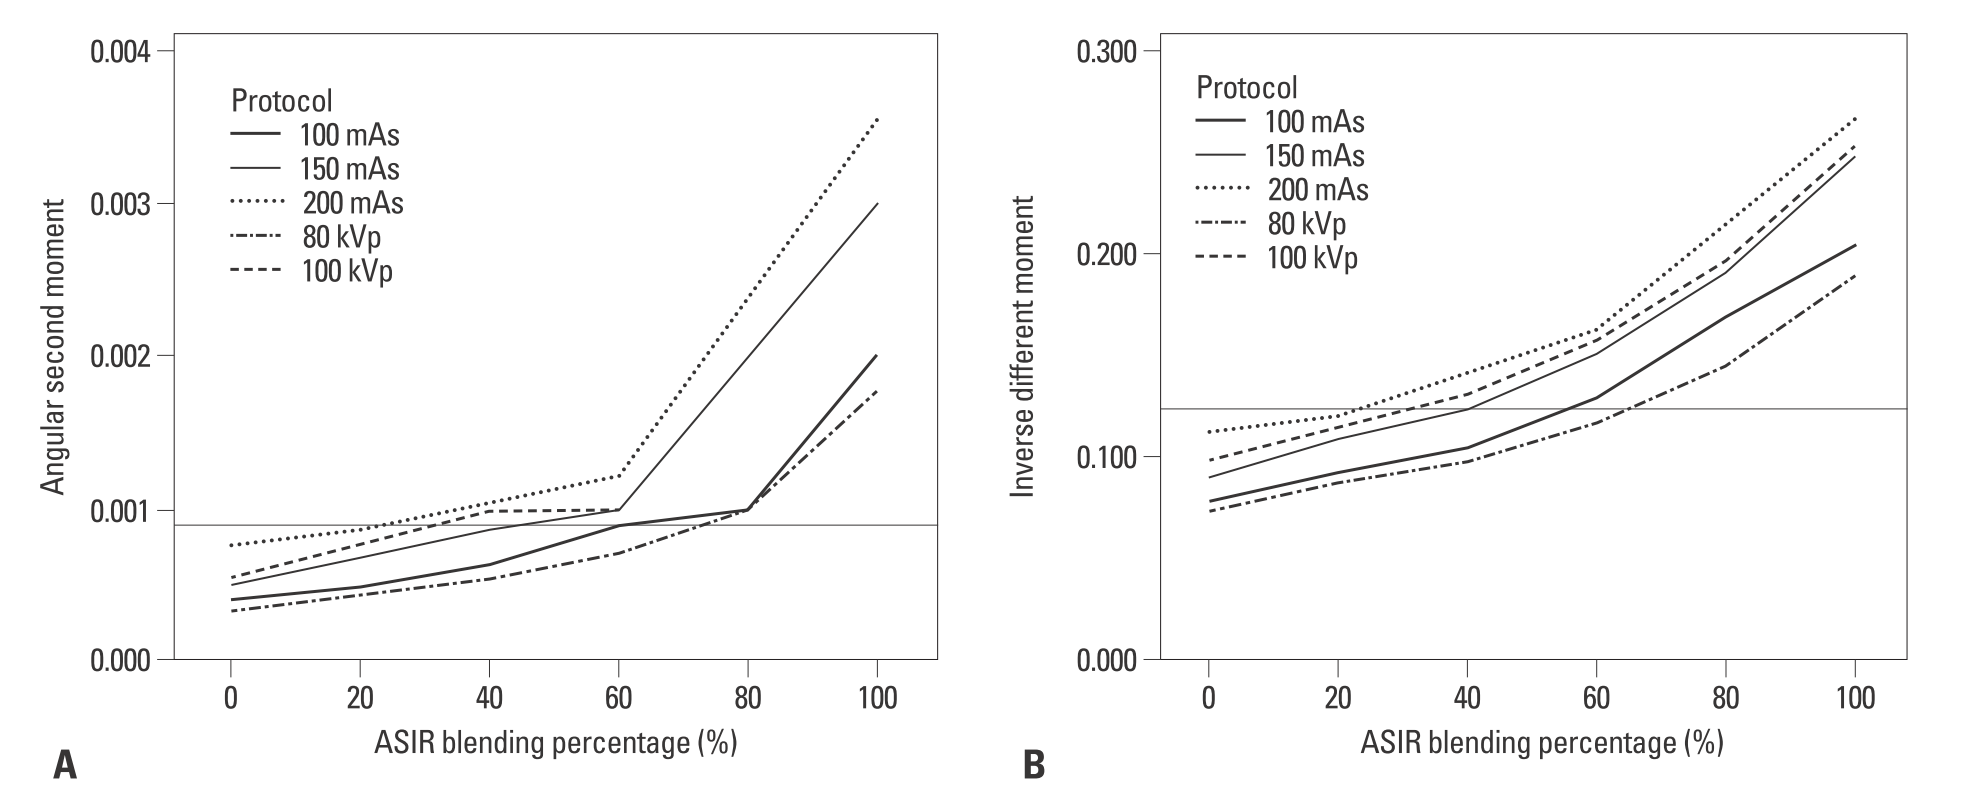 0.004
0.003
0.002
0.001
0.000
Angular second moment
Protocol
100 mAs
150 mAs
200 mAs
80 kVp
100 kVp
0 20 40 60 80 100
ASIR blending percentage (%)
A
0.300
0.200
0.100
0.000
Inverse different moment
Protocol
100 mAs
150 mAs
200 mAs
80 kVp
100 kVp
0 20 40 60 80 100
ASIR blending percentage (%)
B